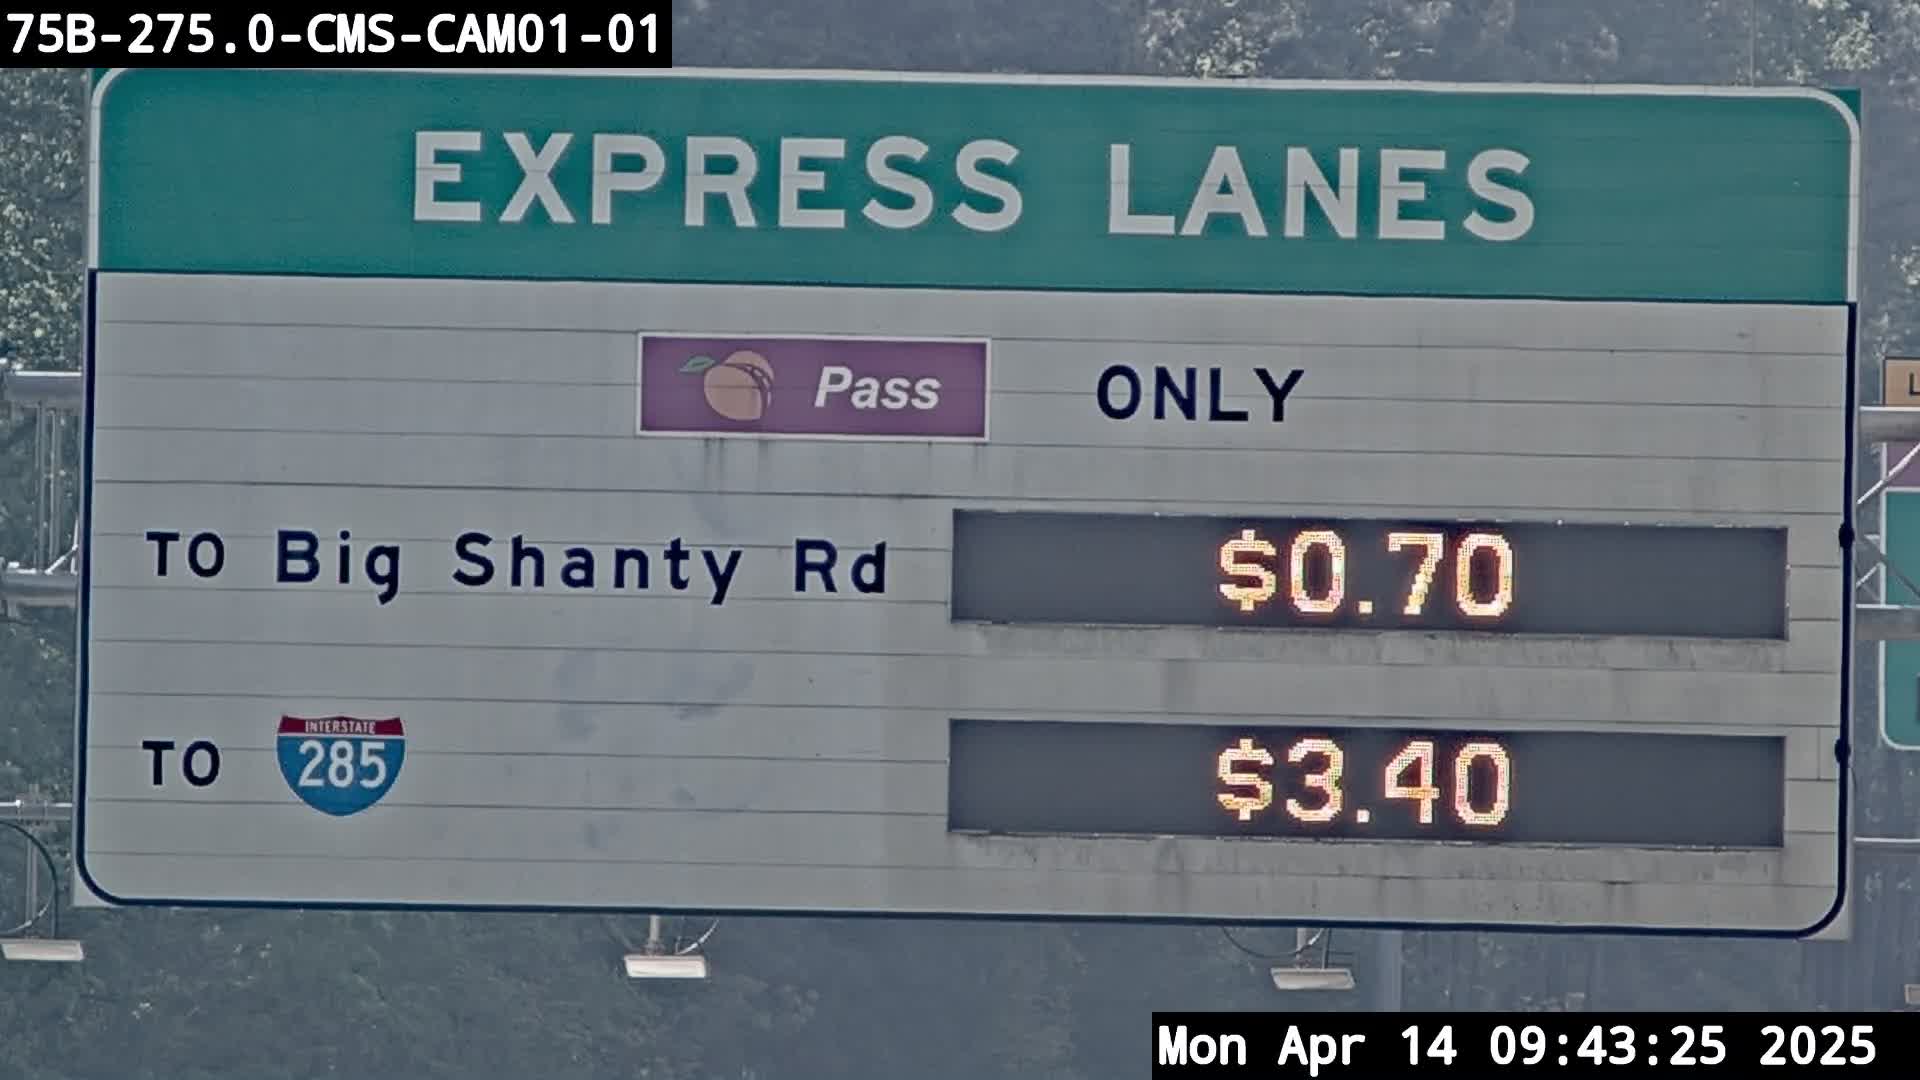 75B-275.0-CMS-CAM01-01
EXPRESS LANES
Pass ONLY
TO Big Shanty Rd $0.70
TO INTERSTATE 285 $3.40
Mon Apr 14 09:43:25 2025